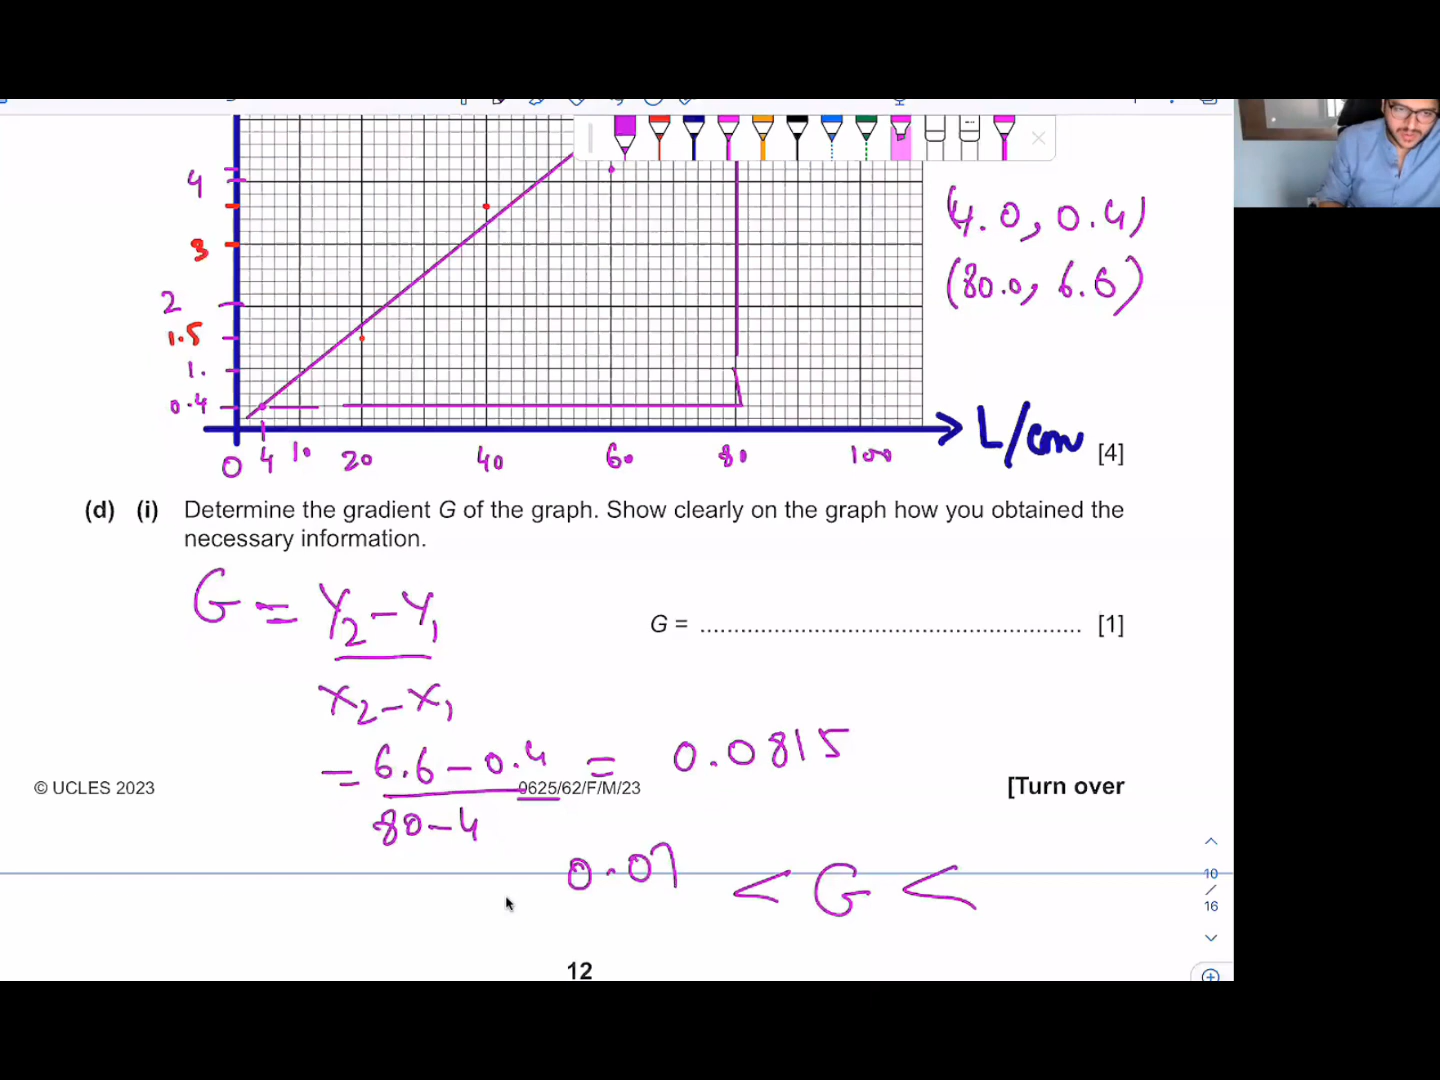 4
3
2
1.5
1.
0.4
(4.0, 0.4)
(80.0, 6.6)
0 4 10 20 40 60 80 100
L/cm
[4]
(d) (i) Determine the gradient G of the graph. Show clearly on the graph how you obtained the
necessary information.
G = Y2 - Y1
X2 - X1
G = ........................................................ [1]
= 6.6 - 0.4 = 0.0815
80 - 4
© UCLES 2023
0625/62/F/M/23
[Turn over
0.07 < G <
10
/
16
12